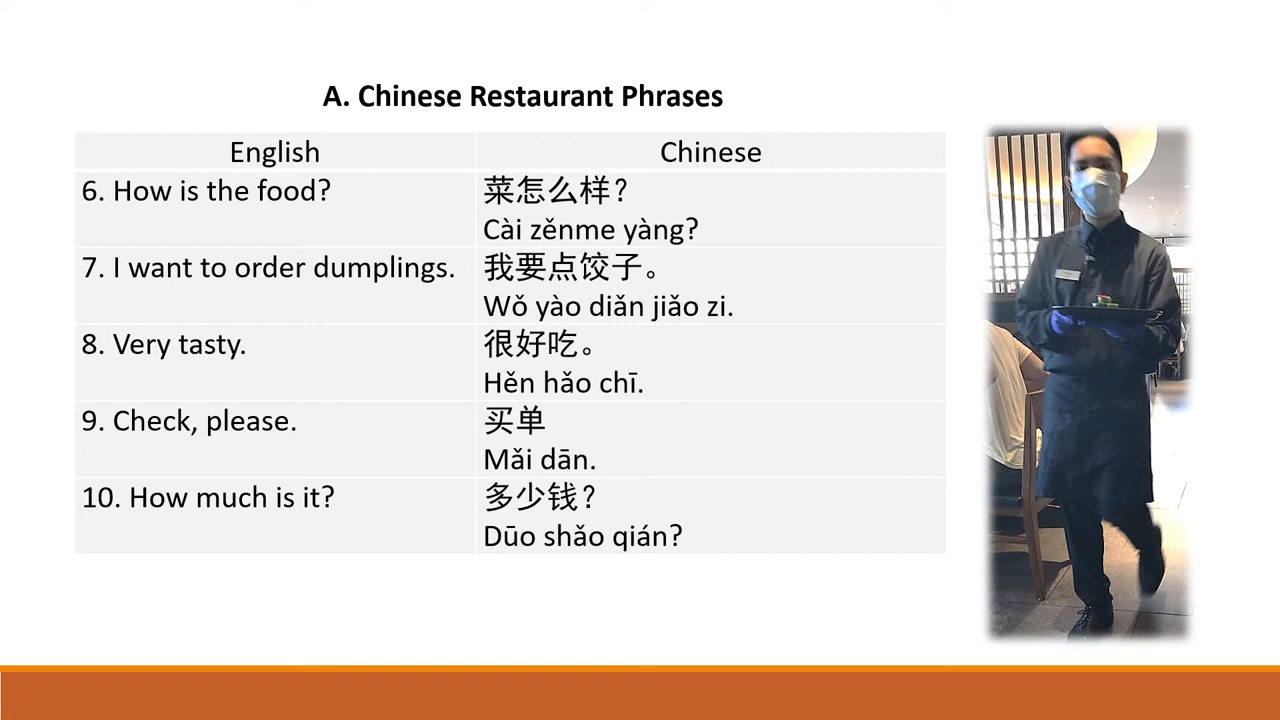 A. Chinese Restaurant Phrases
English
Chinese
6. How is the food?
菜怎么样？
Cài zěnme yàng?
7. I want to order dumplings.
我要点饺子。
Wǒ yào diǎn jiǎo zi.
8. Very tasty.
很好吃。
Hěn hǎo chī.
9. Check, please.
买单
Mǎi dān.
10. How much is it?
多少钱？
Dūo shǎo qián?